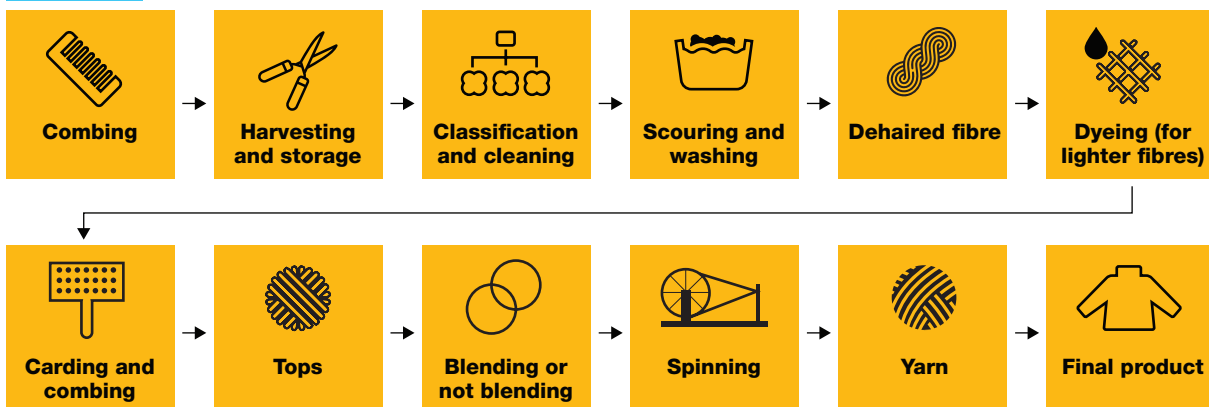 Combing
Harvesting
and storage
Classification
and cleaning
Scouring and
washing
Dehaired fibre
Dyeing (for
lighter fibres)
Carding and
combing
Tops
Blending or
not blending
Spinning
Yarn
Final product